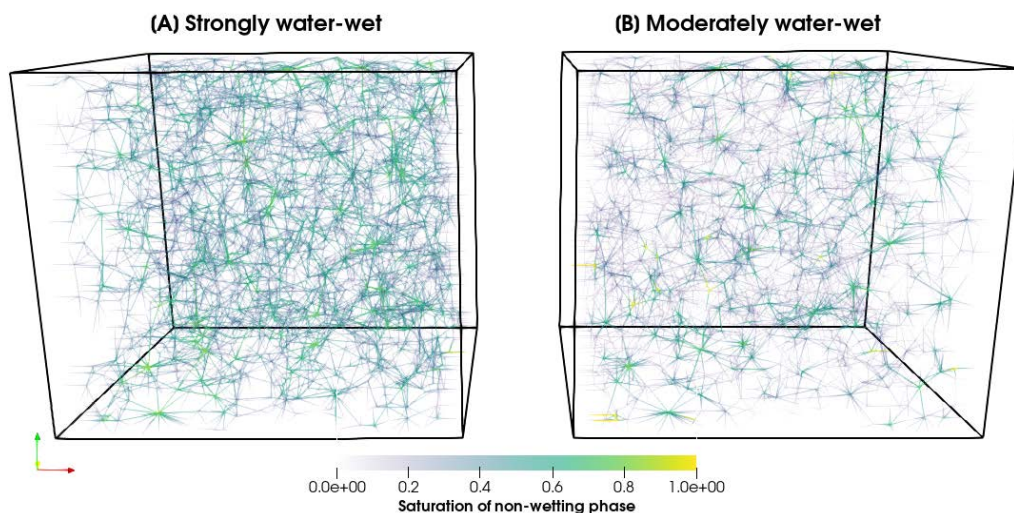 (A) Strongly water-wet
(B) Moderately water-wet
0.0e+00 0.2 0.4 0.6 0.8 1.0e+00
Saturation of non-wetting phase